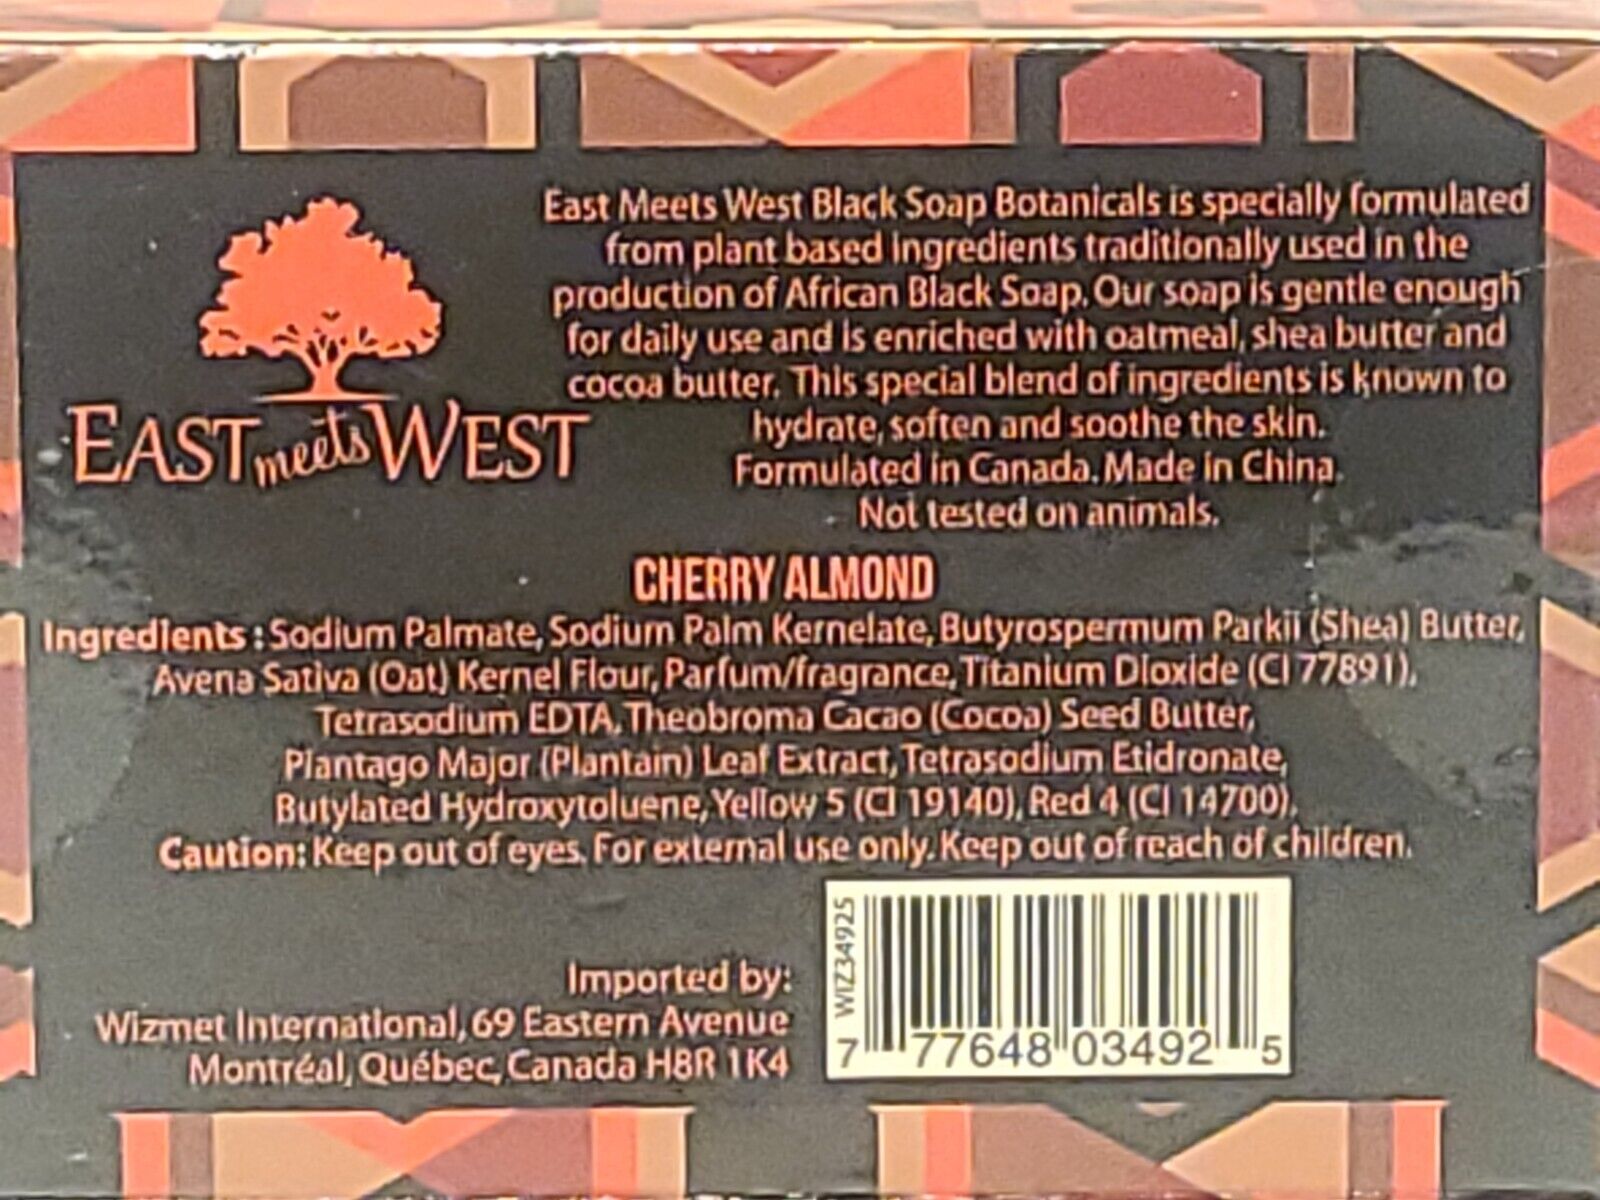 East Meets West Black Soap Botanicals is specially formulated
from plant based ingredients traditionally used in the
production of African Black Soap. Our soap is gentle enough
for daily use and is enriched with oatmeal, shea butter and
cocoa butter. This special blend of ingredients is known to
hydrate, soften and soothe the skin.
Formulated in Canada. Made in China.
Not tested on animals.
EAST meets WEST
CHERRY ALMOND
Ingredients : Sodium Palmate, Sodium Palm Kernelate, Butyrospermum Parkii (Shea) Butter,
Avena Sativa (Oat) Kernel Flour, Parfum/fragrance, Titanium Dioxide (CI 77891),
Tetrasodium EDTA, Theobroma Cacao (Cocoa) Seed Butter,
Plantago Major (Plantain) Leaf Extract, Tetrasodium Etidronate,
Butylated Hydroxytoluene, Yellow 5 (CI 19140), Red 4 (CI 14700).
Caution: Keep out of eyes. For external use only. Keep out of reach of children.
Imported by:
Wizmet International, 69 Eastern Avenue
Montréal, Québec, Canada H8R 1K4
WIZ34925
7 77648 03492 5